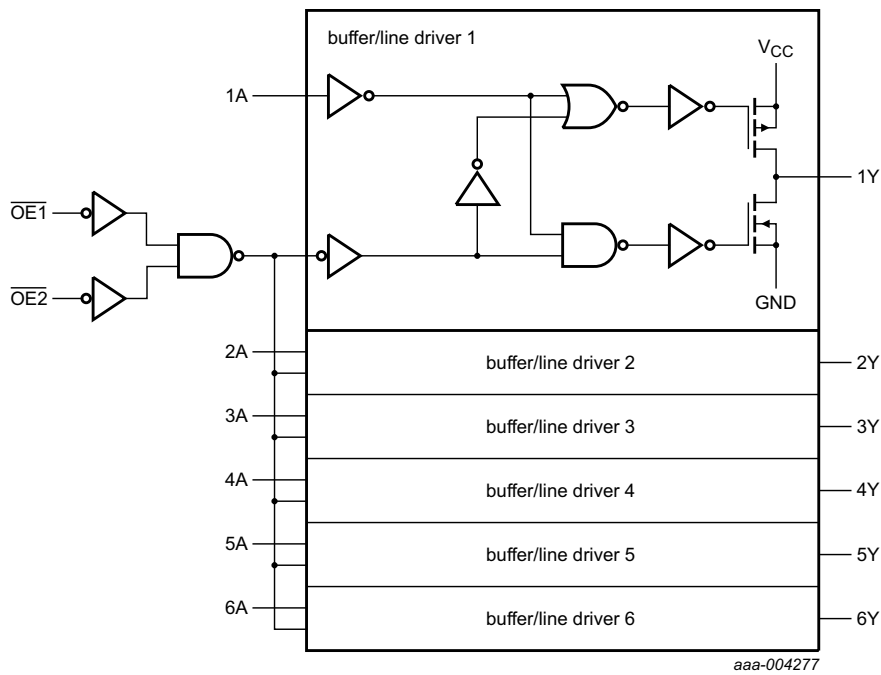 buffer/line driver 1
VCC
1A
1Y
OE1
OE2
GND
2A
buffer/line driver 2
2Y
3A
buffer/line driver 3
3Y
4A
buffer/line driver 4
4Y
5A
buffer/line driver 5
5Y
6A
buffer/line driver 6
6Y
aaa-004277